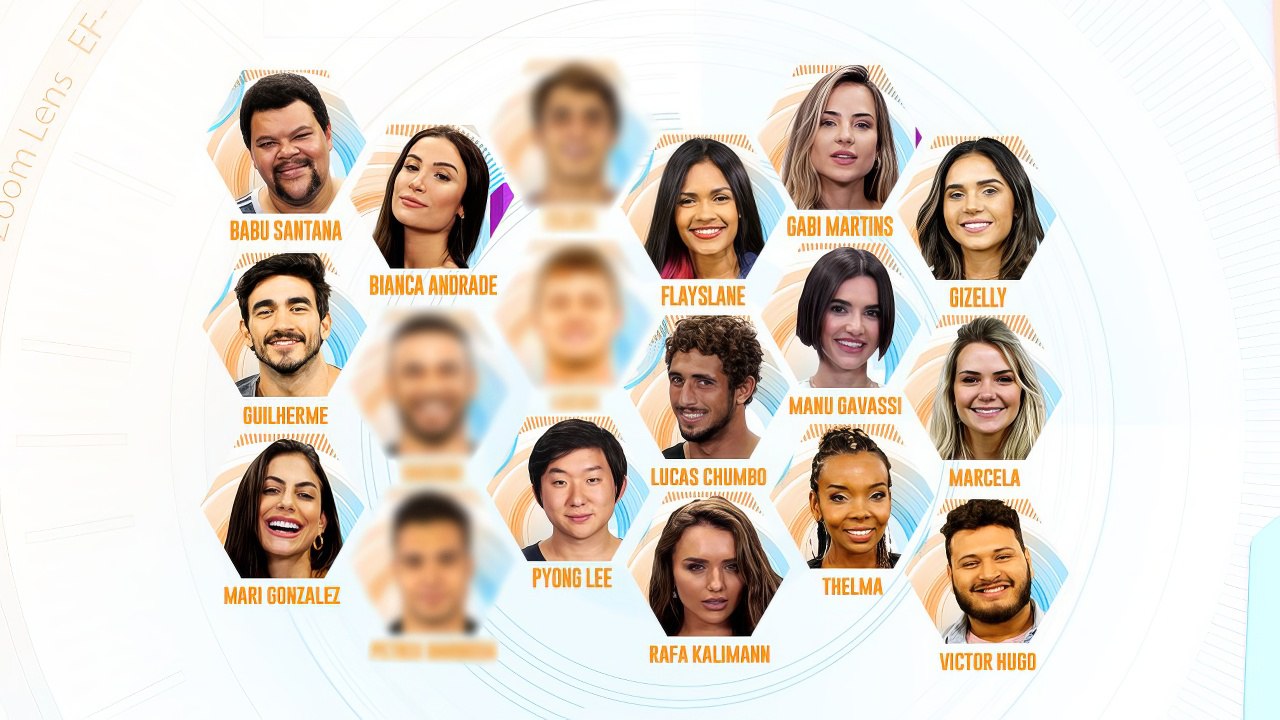 Zoom Lens EF-
BABU SANTANA
GABI MARTINS
BIANCA ANDRADE
FLAYSLANE
GIZELLY
GUILHERME
MANU GAVASSI
LUCAS CHUMBO
MARCELA
PYONG LEE
THELMA
MARI GONZALEZ
RAFA KALIMANN
VICTOR HUGO